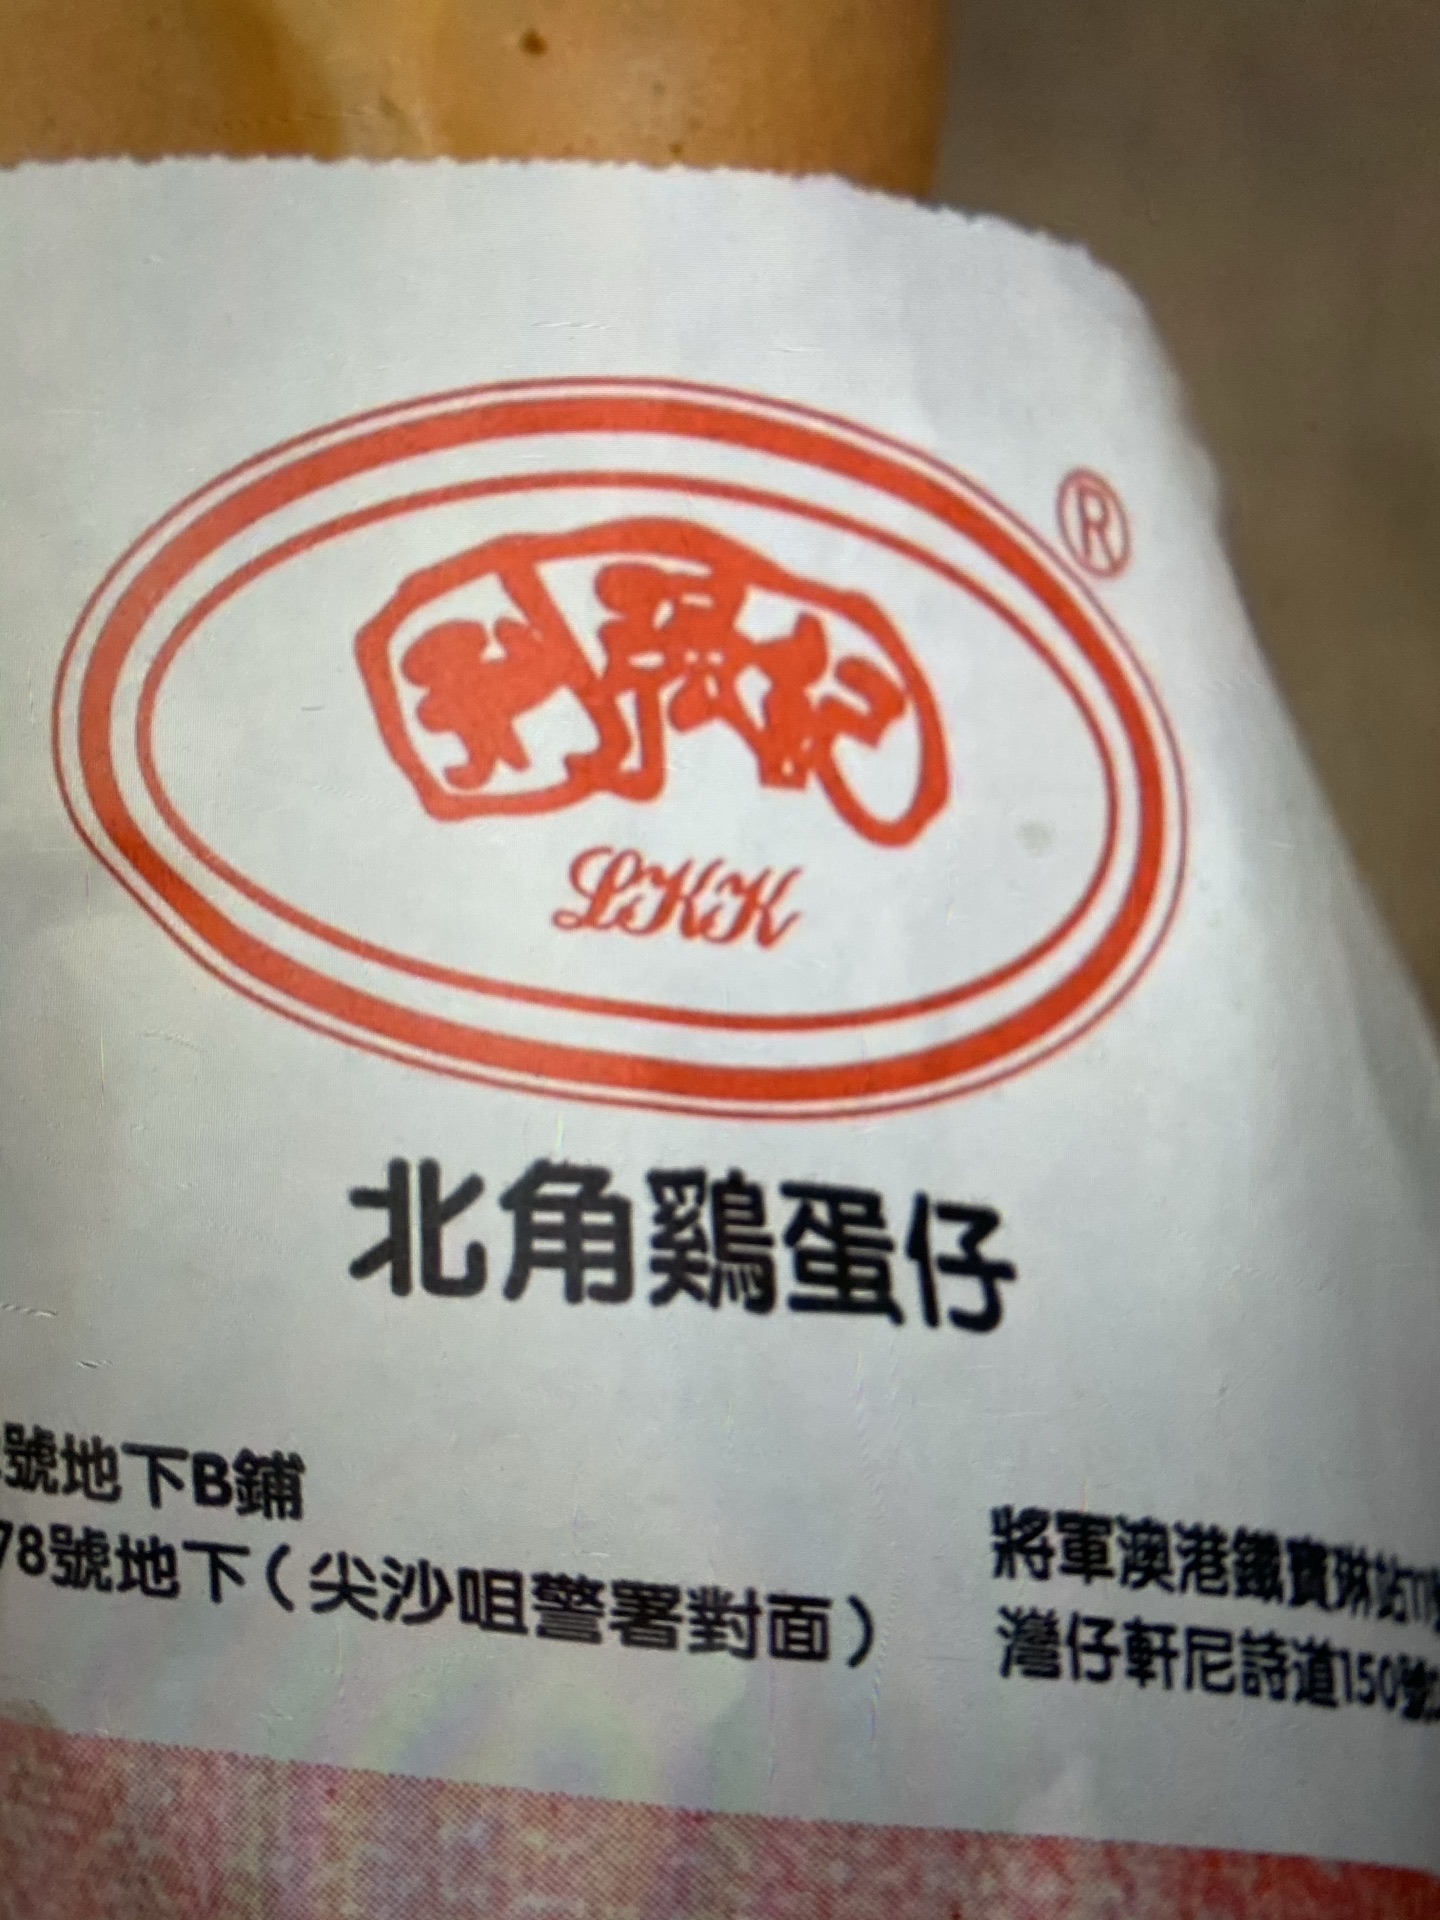 利強記
®
LKK
北角鷄蛋仔
號地下B鋪
78號地下(尖沙咀警署對面)
將軍澳港鐵寶琳站
灣仔軒尼詩道150號